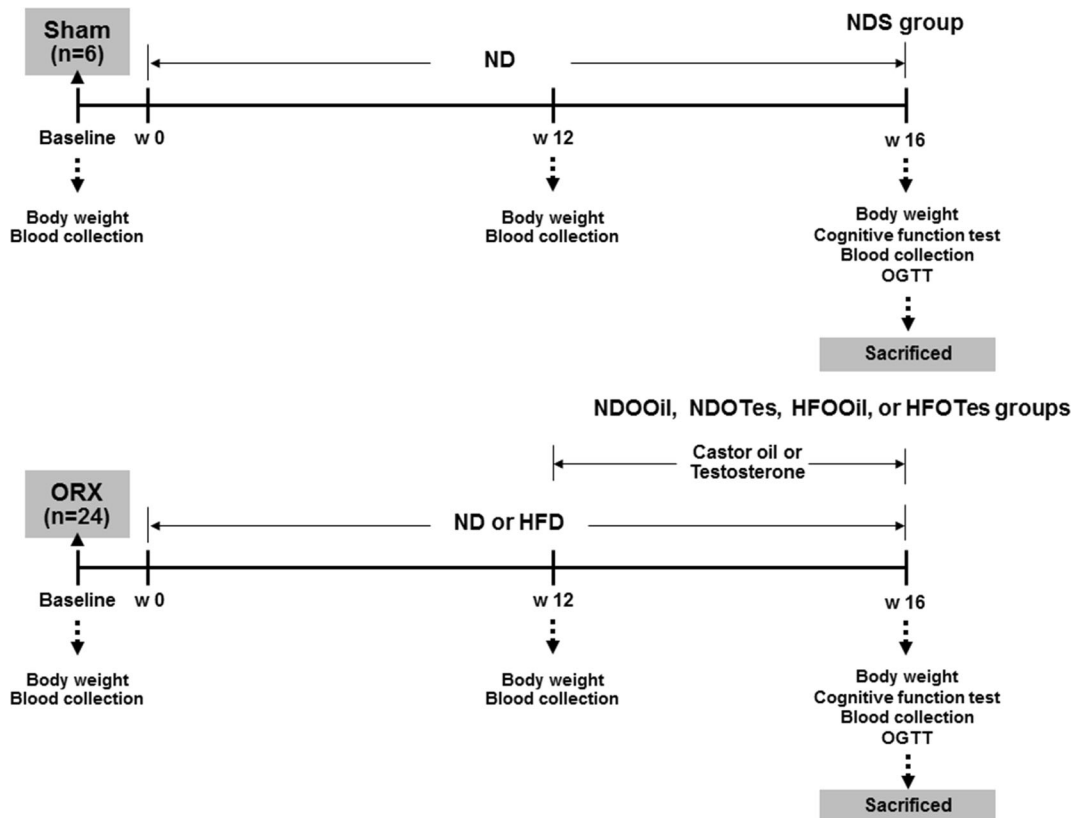 Sham
(n=6)
NDS group
ND
Baseline
w 0
w 12
w 16
Body weight
Blood collection
Body weight
Blood collection
Body weight
Cognitive function test
Blood collection
OGTT
Sacrificed
NDOOil, NDOTes, HFOOil, or HFOTes groups
Castor oil or
Testosterone
ORX
(n=24)
ND or HFD
Baseline
w 0
w 12
w 16
Body weight
Blood collection
Body weight
Blood collection
Body weight
Cognitive function test
Blood collection
OGTT
Sacrificed